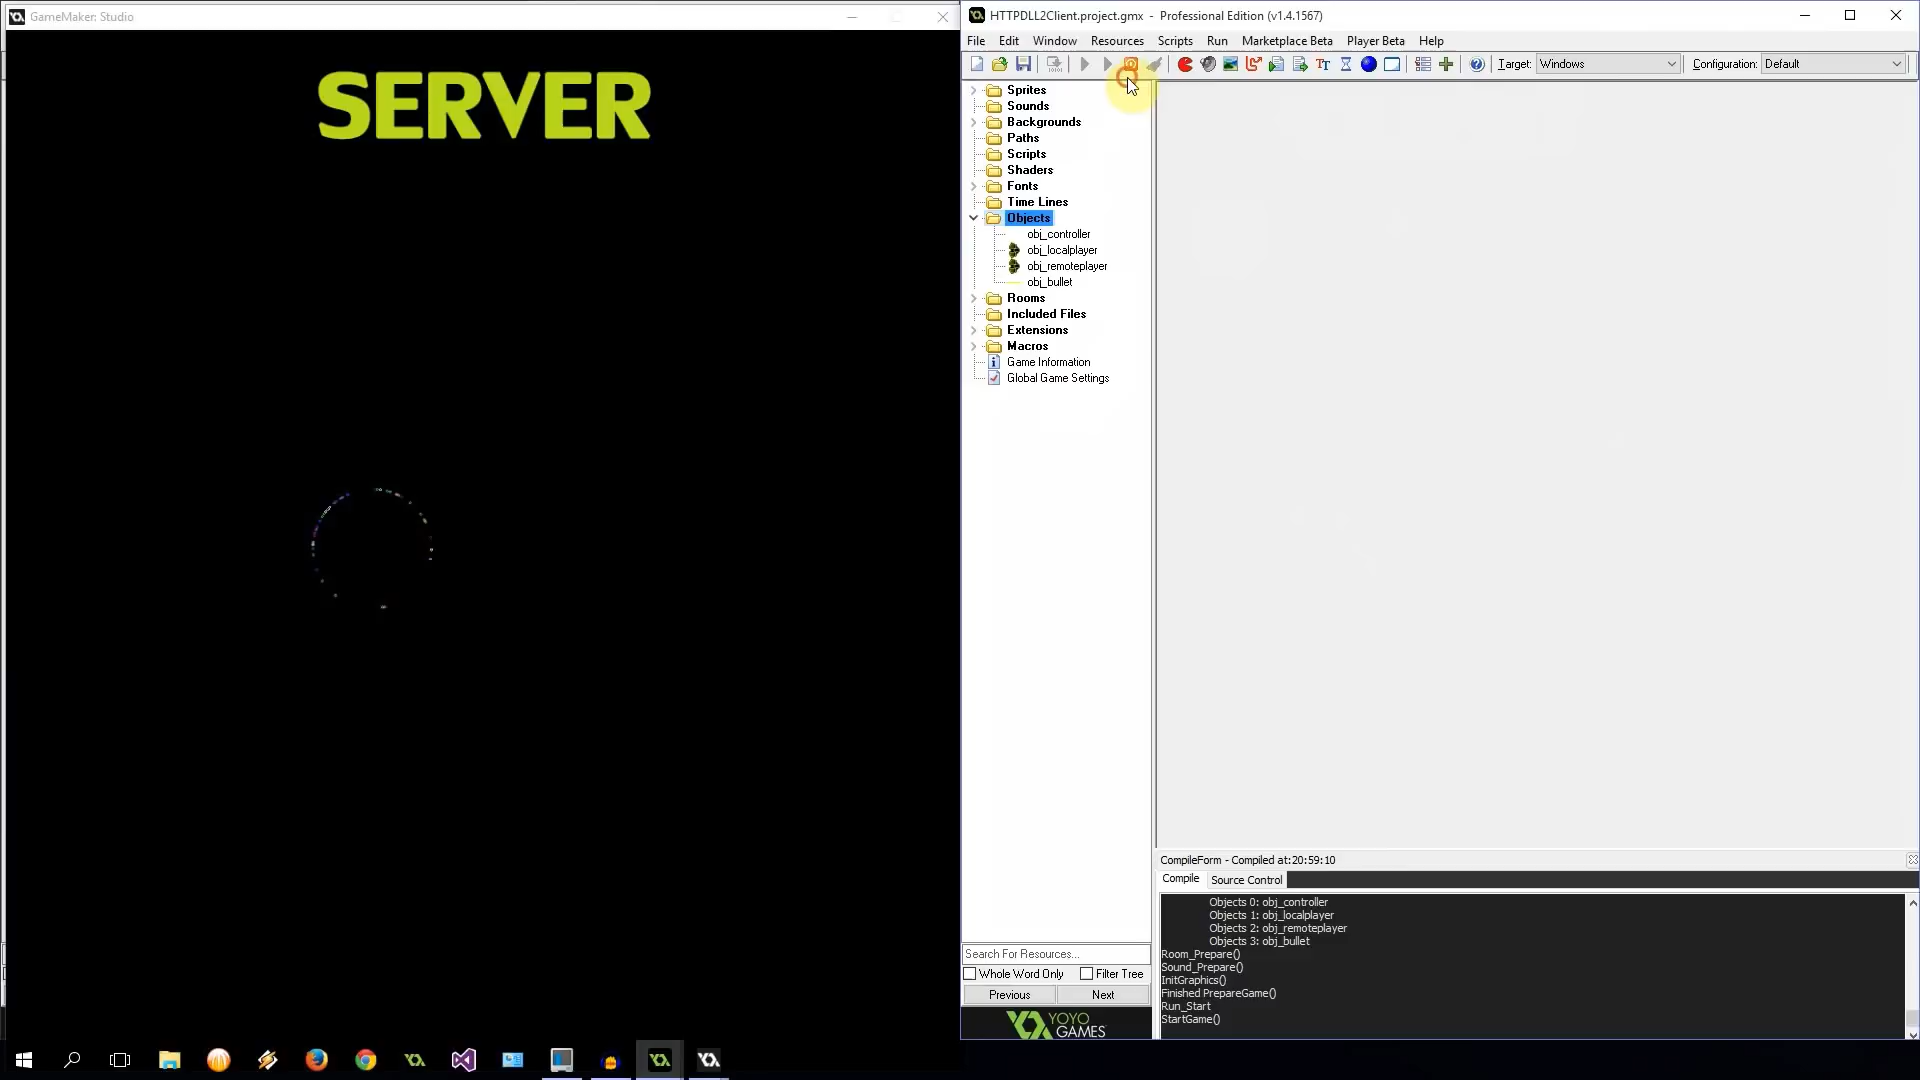 GameMaker: Studio
SERVER
HTTPDLL2Client.project.gmx - Professional Edition (v1.4.1567)
File Edit Window Resources Scripts Run Marketplace Beta Player Beta Help
Target: Windows Configuration: Default
Sprites
Sounds
Backgrounds
Paths
Scripts
Shaders
Fonts
Time Lines
Objects
obj_controller
obj_localplayer
obj_remoteplayer
obj_bullet
Rooms
Included Files
Extensions
Macros
Game Information
Global Game Settings
Search For Resources...
Whole Word Only Filter Tree
Previous Next
YOYO
GAMES
CompileForm - Compiled at:20:59:10
Compile Source Control
Objects 0: obj_controller
Objects 1: obj_localplayer
Objects 2: obj_remoteplayer
Objects 3: obj_bullet
Room_Prepare()
Sound_Prepare()
InitGraphics()
Finished PrepareGame()
Run_Start
StartGame()